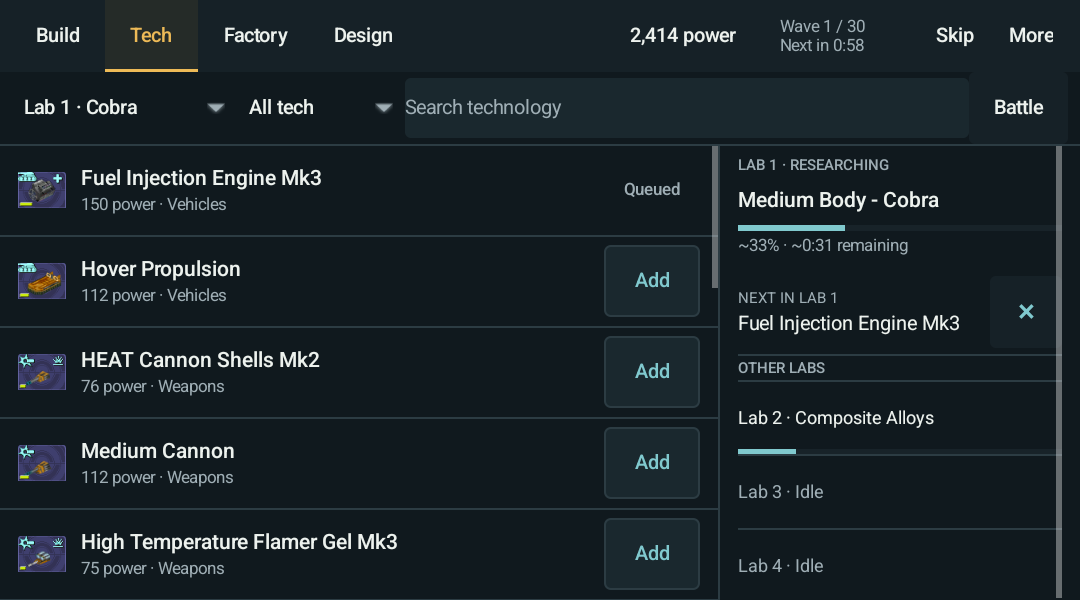 Build
Tech
Factory
Design
2,414 power
Wave 1 / 30
Next in 0:58
Skip
More
Lab 1 · Cobra
All tech
Search technology
Battle
Fuel Injection Engine Mk3
150 power · Vehicles
Queued
Hover Propulsion
112 power · Vehicles
Add
HEAT Cannon Shells Mk2
76 power · Weapons
Add
Medium Cannon
112 power · Weapons
Add
High Temperature Flamer Gel Mk3
75 power · Weapons
Add
LAB 1 · RESEARCHING
Medium Body - Cobra
~33% · ~0:31 remaining
NEXT IN LAB 1
Fuel Injection Engine Mk3
×
OTHER LABS
Lab 2 · Composite Alloys
Lab 3 · Idle
Lab 4 · Idle